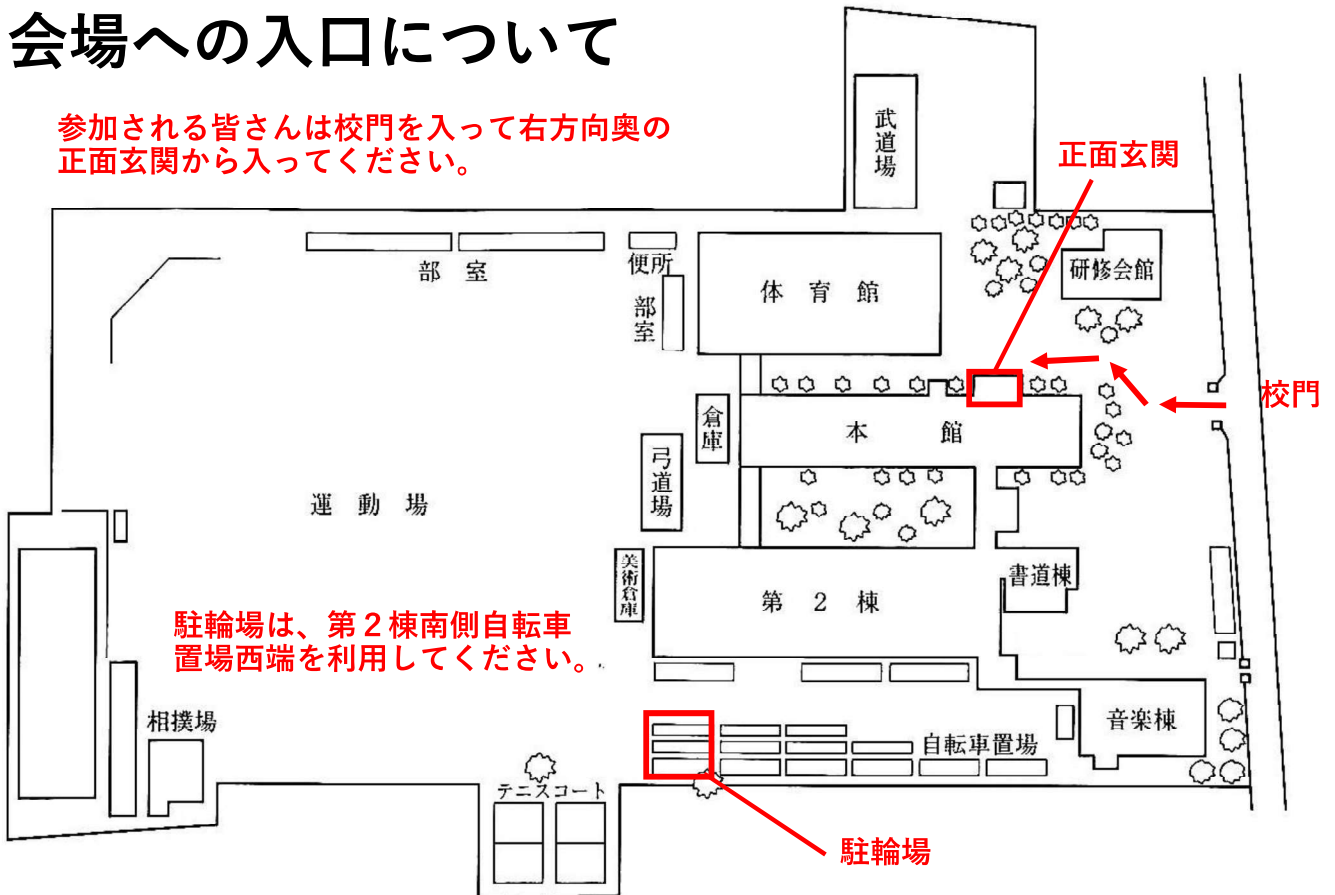 会場への入口について
参加される皆さんは校門を入って右方向奥の
正面玄関から入ってください。
武道場
正面玄関
部室
便所
部室
体育館
研修会館
校門
倉庫
本館
弓道場
運動場
美術倉庫
第2棟
書道棟
駐輪場は、第２棟南側自転車
置場西端を利用してください。
相撲場
自転車置場
音楽棟
テニスコート
駐輪場